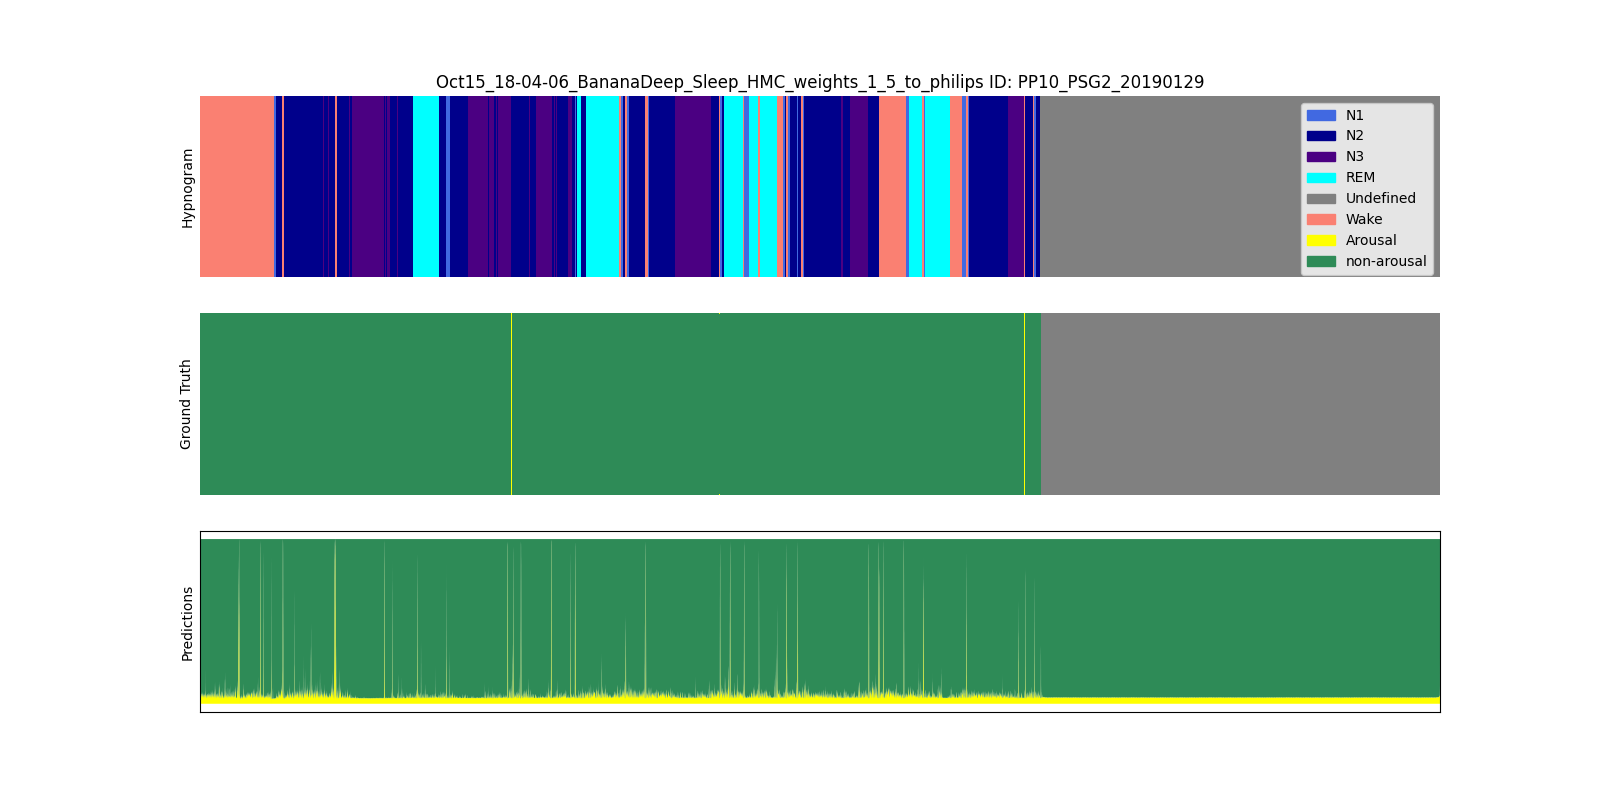 Oct15_18-04-06_BananaDeep_Sleep_HMC_weights_1_5_to_philips ID: PP10_PSG2_20190129
Hypnogram
N1
N2
N3
REM
Undefined
Wake
Arousal
non-arousal
Ground Truth
Predictions